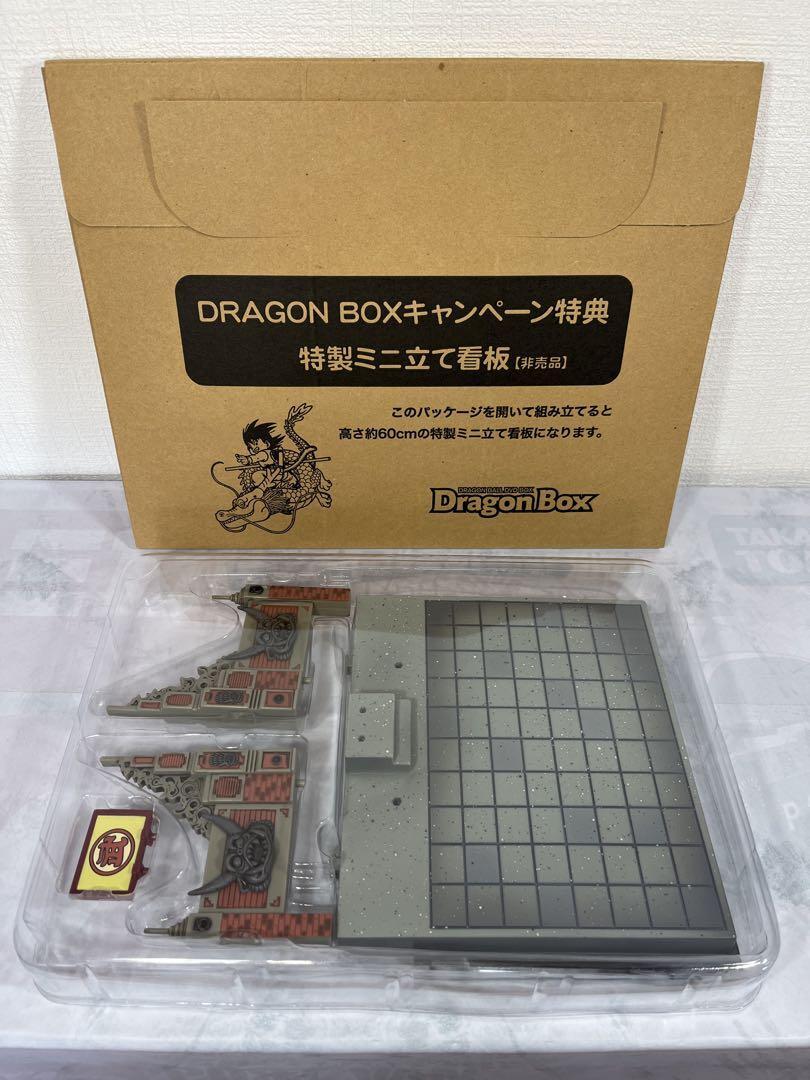 DRAGON BOXキャンペーン特典
特製ミニ立て看板【非売品】
このパッケージを開いて組み立てると
高さ約60cmの特製ミニ立て看板になります。
DRAGON BALL DVD BOX
DragonBox